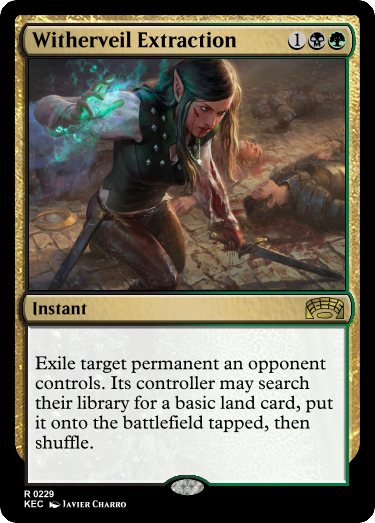 Witherveil Extraction 1
Instant
Exile target permanent an opponent
controls. Its controller may search
their library for a basic land card, put
it onto the battlefield tapped, then
shuffle.
R 0229
KEC Javier Charro